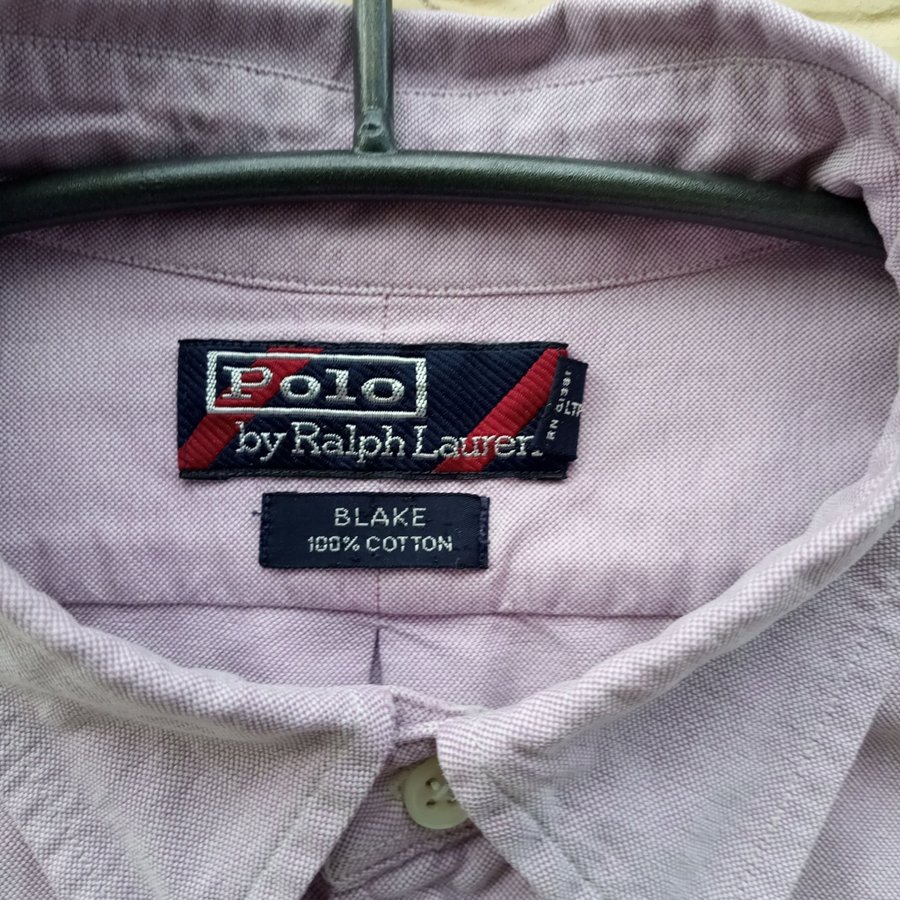 Polo
by Ralph Lauren
BLAKE
100% COTTON